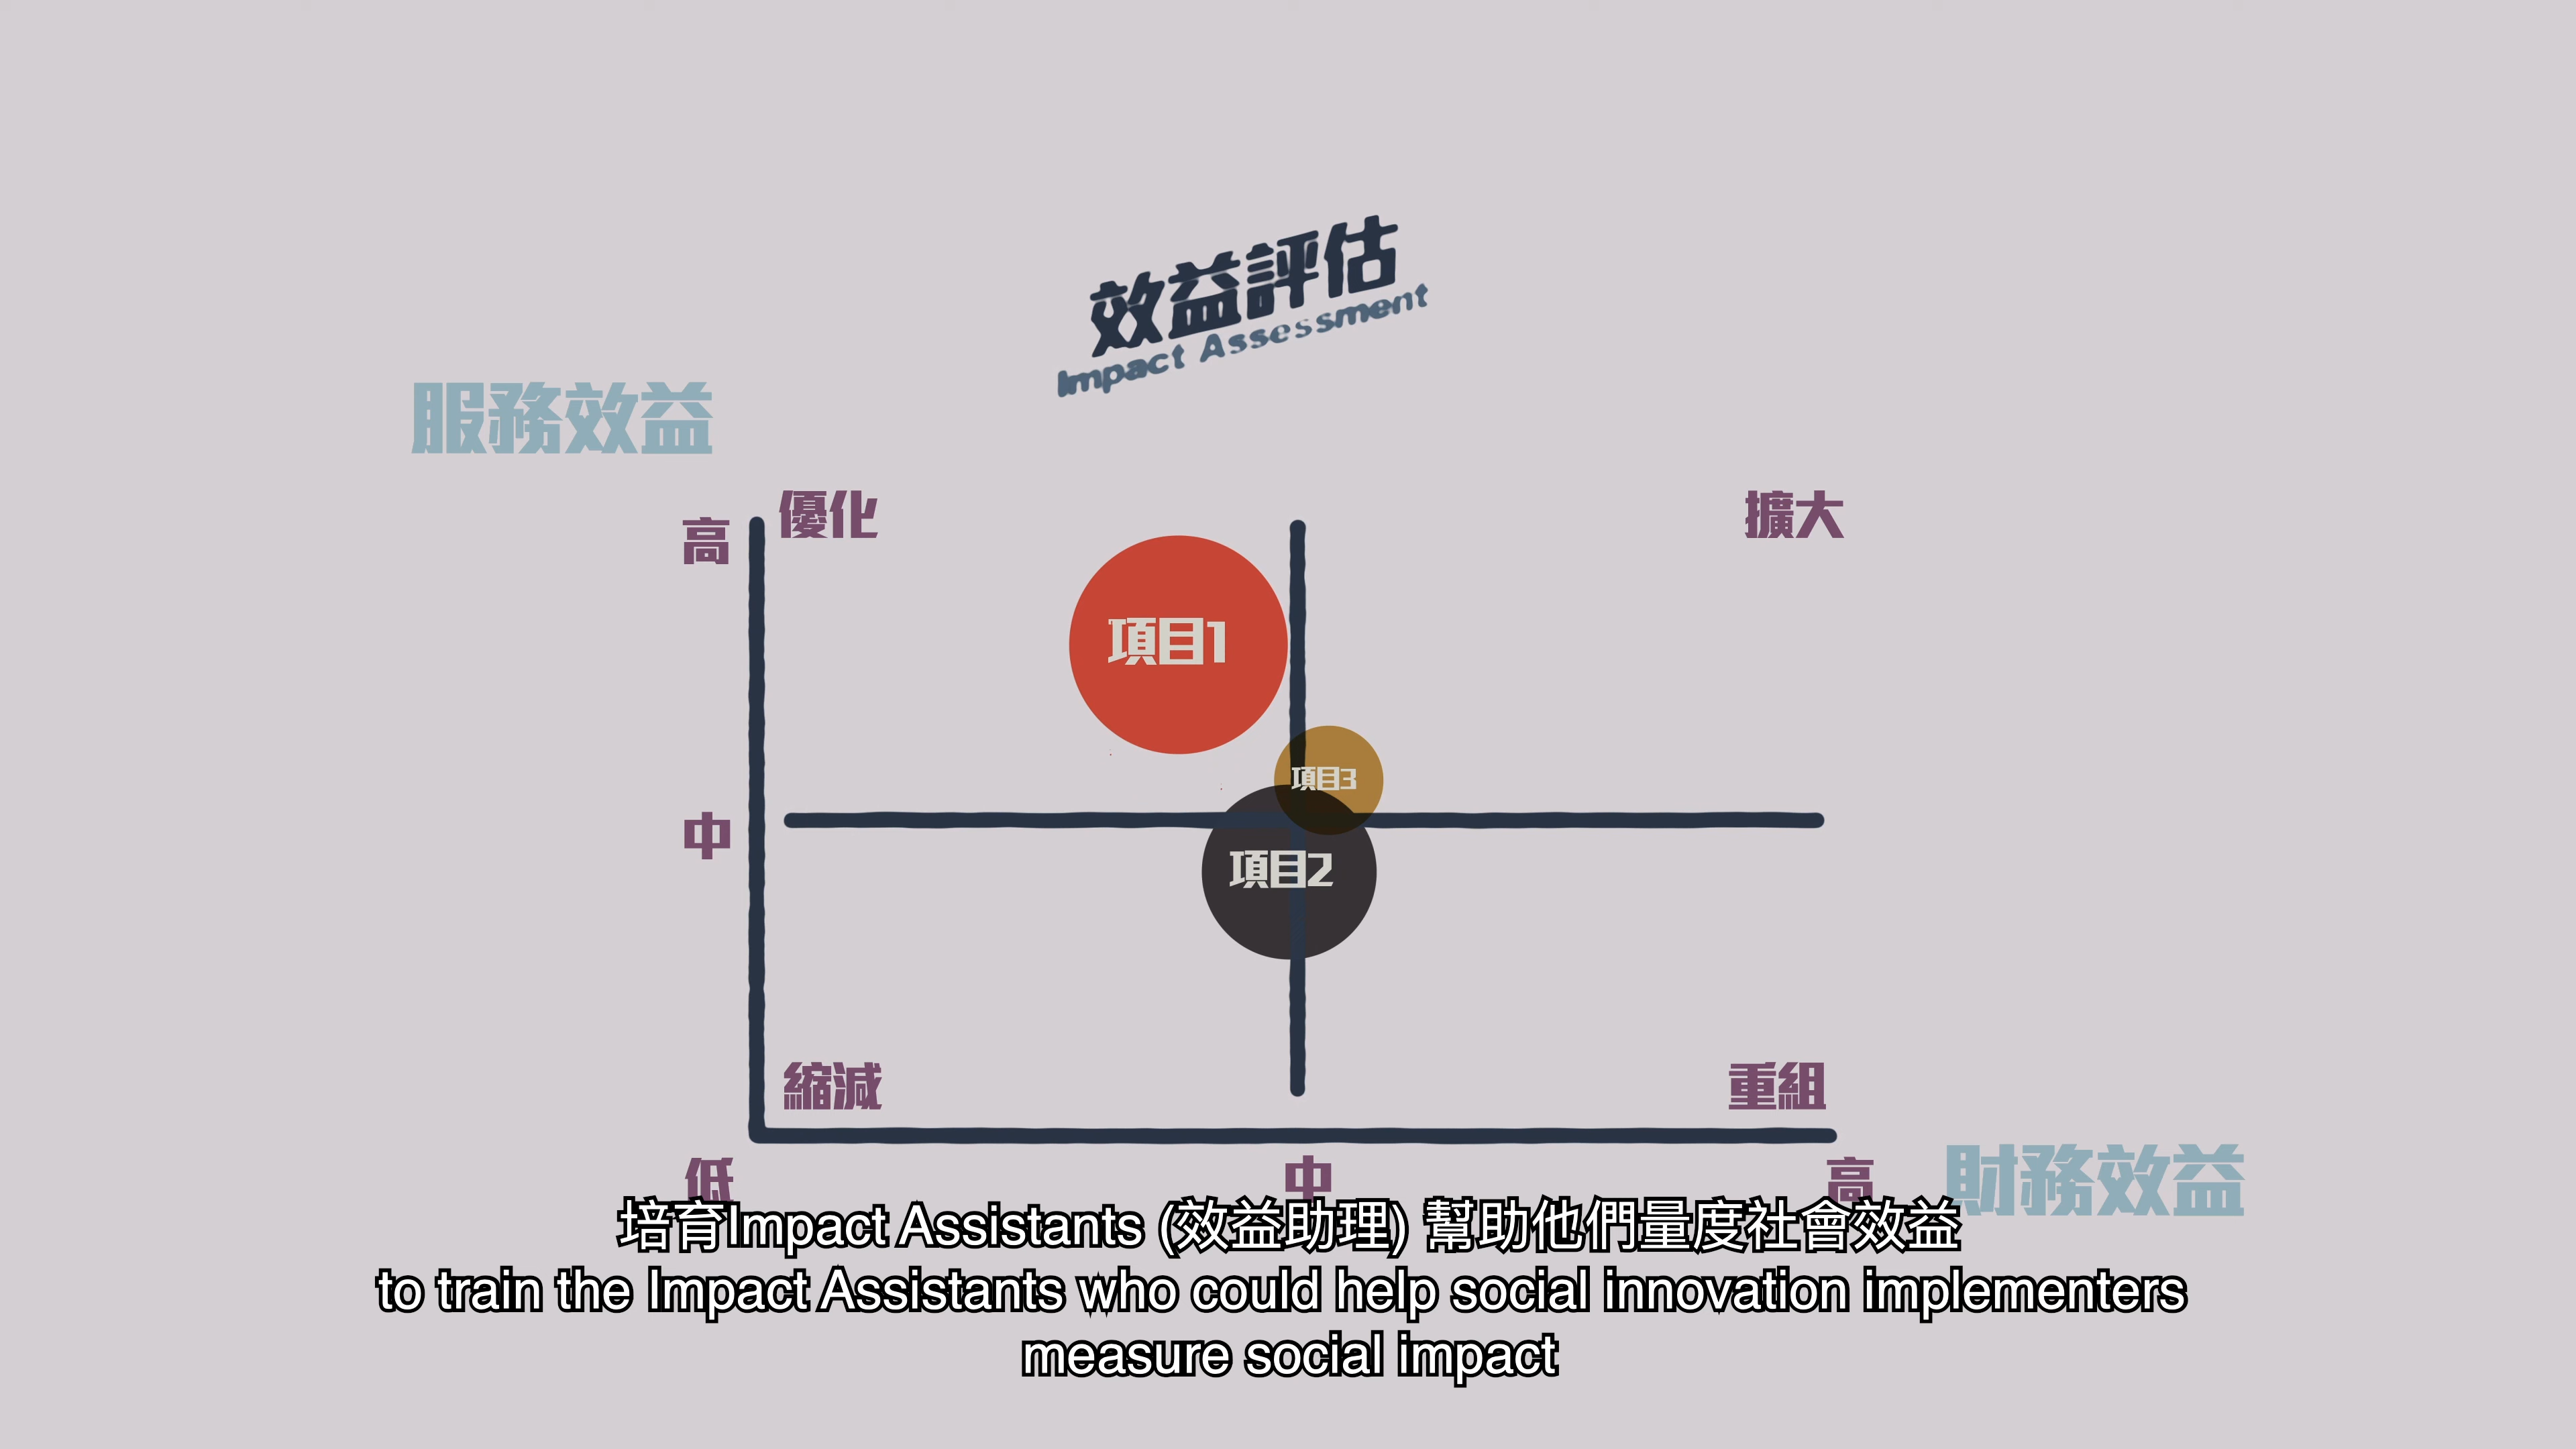 效益評估
Impact Assessment
服務效益
高
優化
擴大
項目1
項目3
中
項目2
縮減
重組
低
中
高
財務效益
培育Impact Assistants (效益助理) 幫助他們量度社會效益
to train the Impact Assistants who could help social innovation implementers
measure social impact